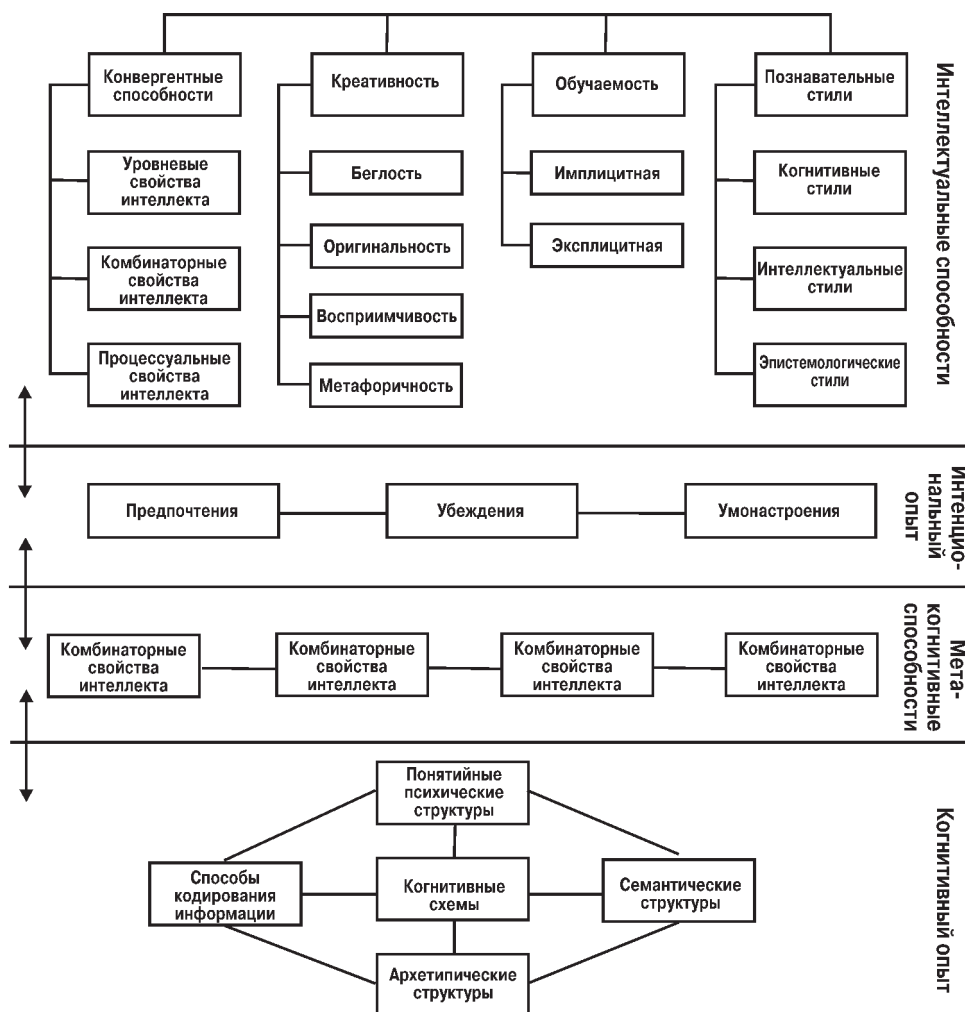 Конвергентные
способности
Креативность
Обучаемость
Познавательные
стили
Уровневые
свойства
интеллекта
Беглость
Имплицитная
Когнитивные
стили
Оригинальность
Эксплицитная
Комбинаторные
свойства
интеллекта
Интеллектуальные
стили
Восприимчивость
Процессуальные
свойства
интеллекта
Метафоричность
Эпистемологические
стили
Интеллектуальные способности
Предпочтения
Убеждения
Умонастроения
Интенцио-
нальный
опыт
Комбинаторные
свойства
интеллекта
Комбинаторные
свойства
интеллекта
Комбинаторные
свойства
интеллекта
Комбинаторные
свойства
интеллекта
Мета-
когнитивные
способности
Понятийные
психические
структуры
Способы
кодирования
информации
Когнитивные
схемы
Семантические
структуры
Архетипические
структуры
Когнитивный опыт